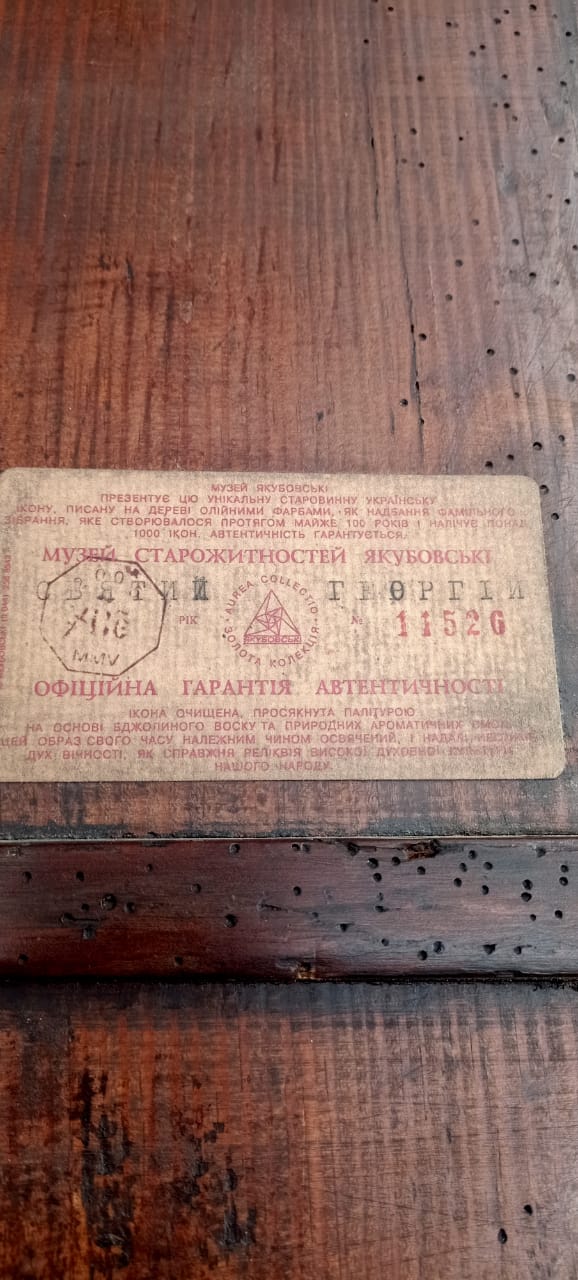 МУЗЕЙ ЯКУБОВСЬКІ
ПРЕЗЕНТУЄ ЦЮ УНІКАЛЬНУ СТАРОВИННУ УКРАЇНСЬКУ
ІКОНУ, ПИСАНУ НА ДЕРЕВІ ОЛІЙНИМИ ФАРБАМИ, ЯК НАДБАННЯ ФАМІЛЬНОГО
ЗІБРАННЯ, ЯКЕ СТВОРЮВАЛОСЯ ПРОТЯГОМ МАЙЖЕ 100 РОКІВ І НАЛІЧУЄ ПОНАД
1000 ІКОН. АВТЕНТИЧНІСТЬ ГАРАНТУЄТЬСЯ.
МУЗЕЙ СТАРОЖИТНОСТЕЙ ЯКУБОВСЬКІ
СВЯТИЙ ГЕОРГІЙ
РІК
MMV
AUREA COLLECTIO
ЯКУБОВСЬКІ
ЗОЛОТА КОЛЕКЦІЯ
№ 11526
ОФІЦІЙНА ГАРАНТІЯ АВТЕНТИЧНОСТІ
ІКОНА ОЧИЩЕНА, ПРОСЯКНУТА ПАЛІТУРОЮ
НА ОСНОВІ БДЖОЛИНОГО ВОСКУ ТА ПРИРОДНИХ АРОМАТИЧНИХ СМОЛ.
ЦЕЙ ОБРАЗ СВОГО ЧАСУ НАЛЕЖНИМ ЧИНОМ ОСВЯЧЕНИЙ, І НАДАЛІ
ДУХ ВІЧНОСТІ, ЯК СПРАВЖНЯ РЕЛІКВІЯ ВИСОКОЇ ДУХОВНОЇ КУЛЬТУРИ
НАШОГО НАРОДУ.